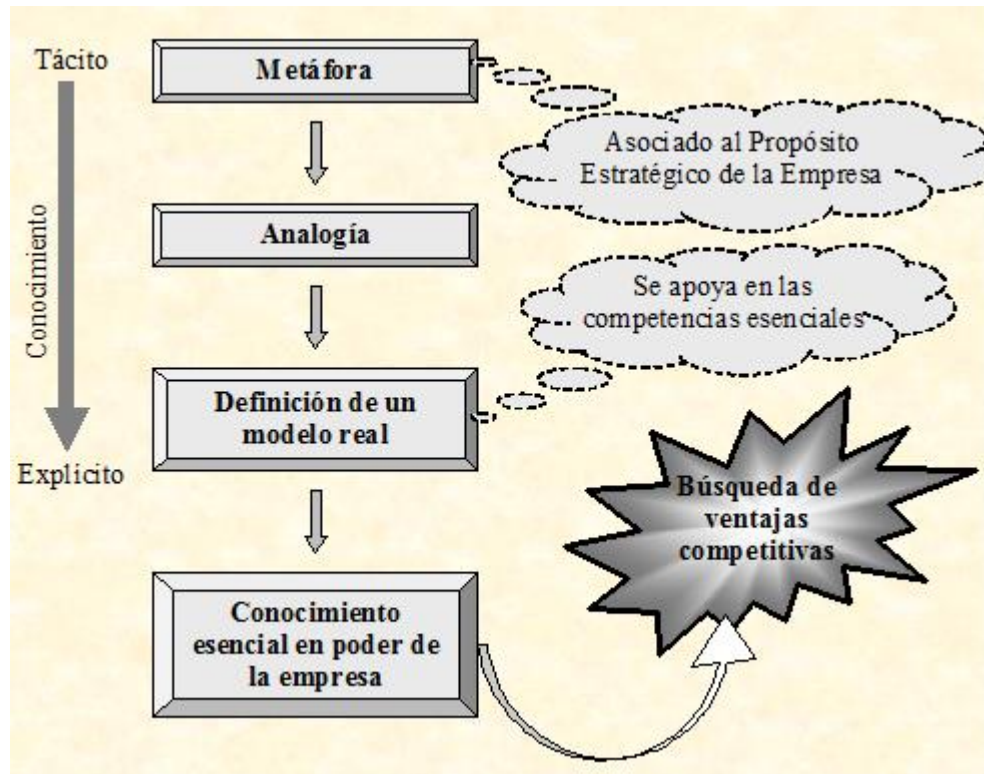 Tácito
Metáfora
Asociado al Propósito
Estratégico de la Empresa
Analogía
Conocimiento
Se apoya en las
competencias esenciales
Definición de un
modelo real
Explícito
Búsqueda de
ventajas
competitivas
Conocimiento
esencial en poder de
la empresa